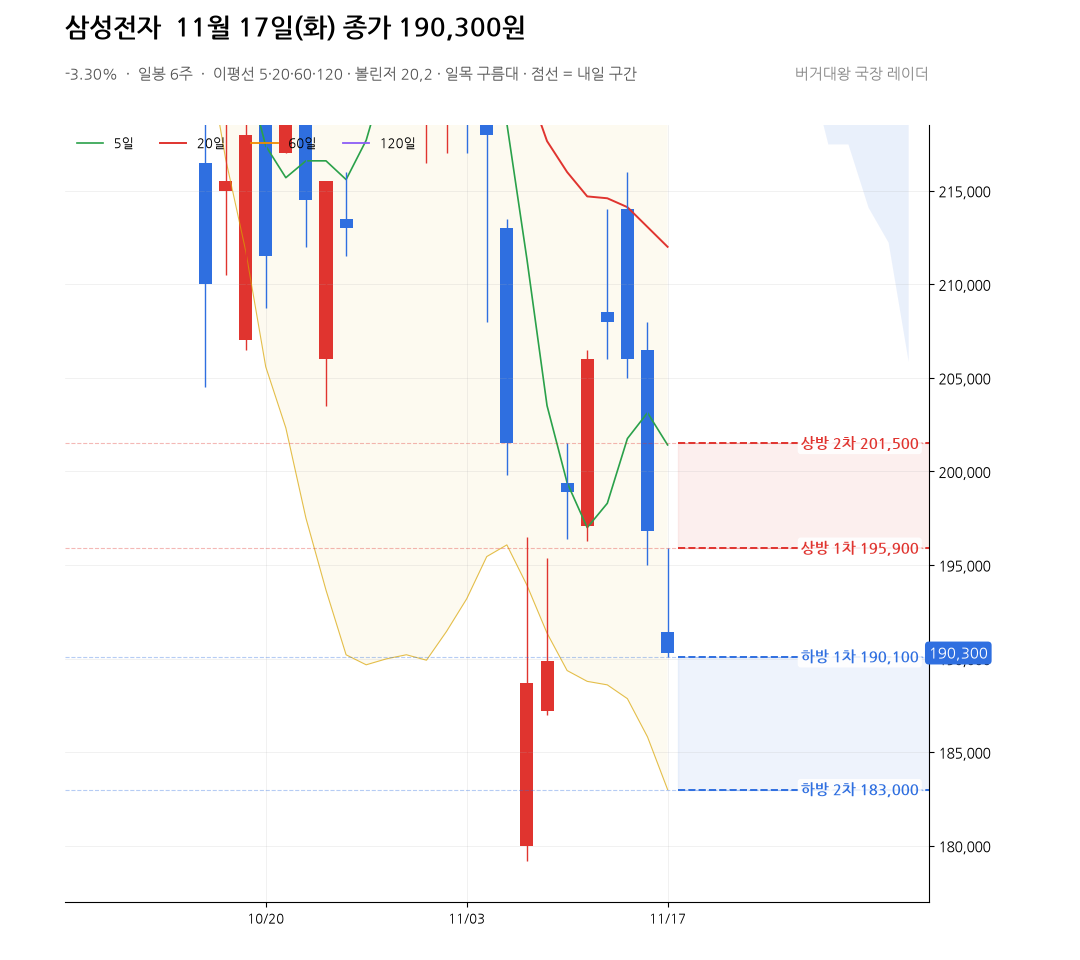 삼성전자 11월 17일(화) 종가 190,300원
-3.30% · 일봉 6주 · 이평선 5·20·60·120 · 볼린저 20,2 · 일목 구름대 · 점선 = 내일 구간
버거대왕 국장 레이더
5일 20일 60일 120일
215,000
210,000
205,000
상방 2차 201,500
200,000
상방 1차 195,900
195,000
하방 1차 190,100
190,300
185,000
하방 2차 183,000
180,000
10/20 11/03 11/17